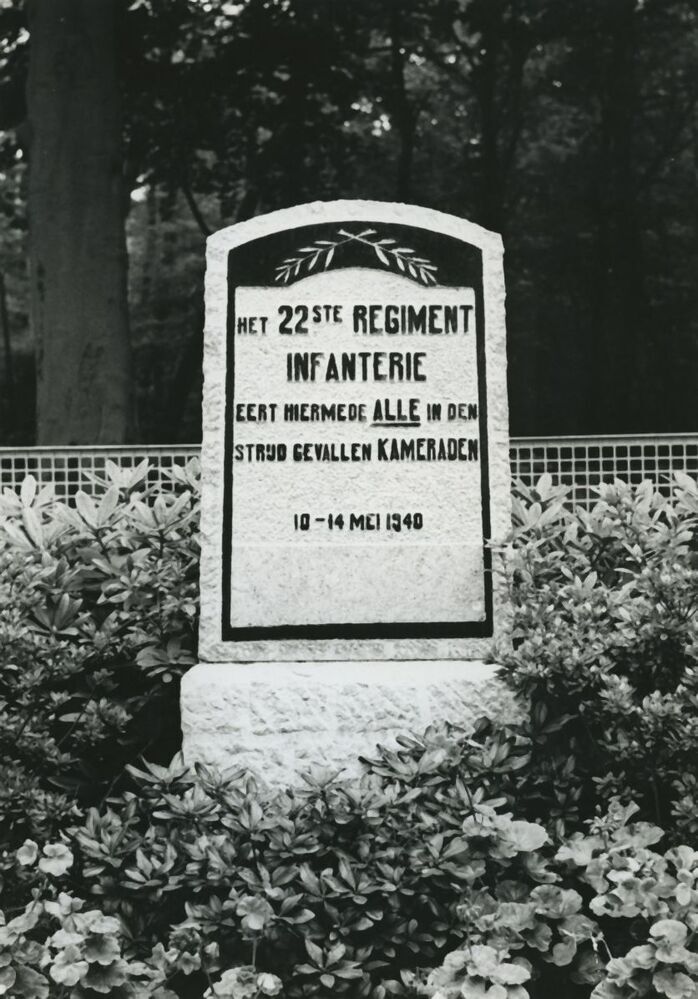 HET 22STE REGIMENT
INFANTERIE
EERT HIERMEDE ALLE IN DEN
STRIJD GEVALLEN KAMERADEN
10-14 MEI 1940